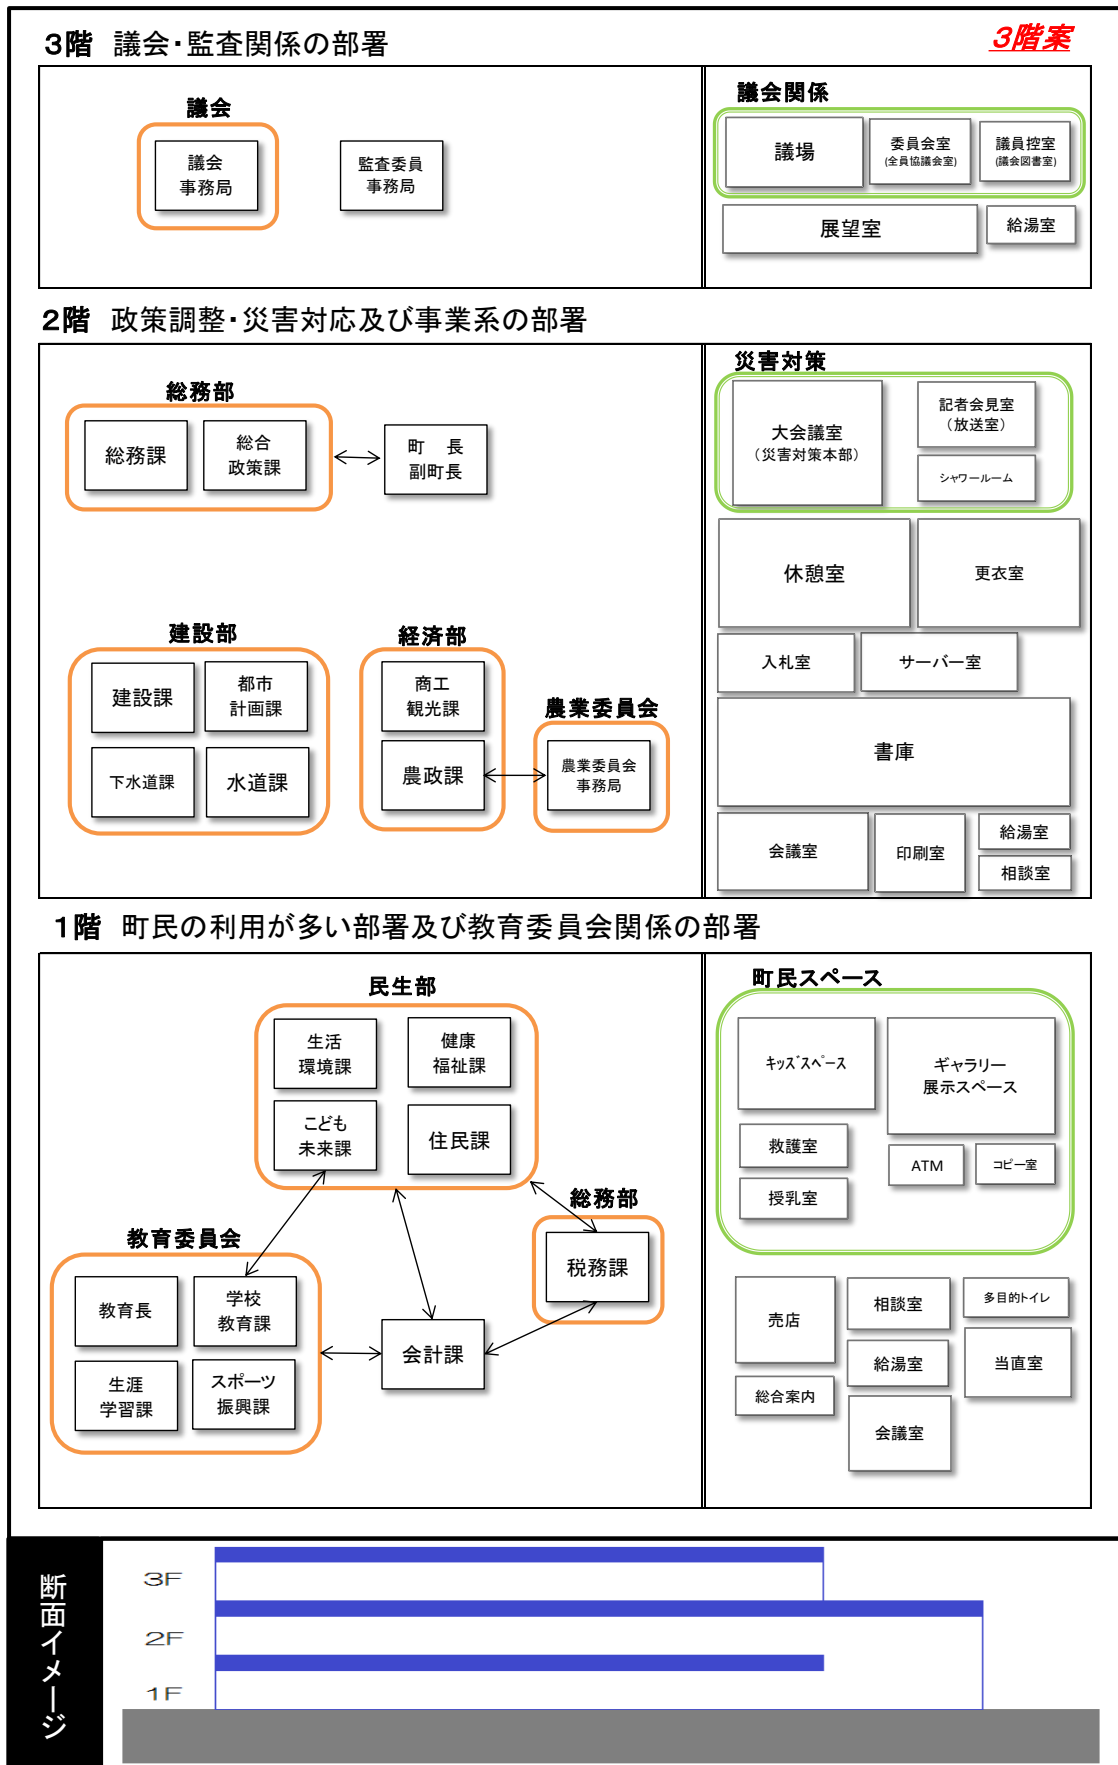 3階 議会・監査関係の部署
3階案
議会
議会
事務局
監査委員
事務局
議会関係
議場
委員会室
(全員協議会室)
議員控室
(議会図書室)
展望室
給湯室
2階 政策調整・災害対応及び事業系の部署
総務部
総務課
総合
政策課
町 長
副町長
建設部
建設課
都市
計画課
下水道課
水道課
経済部
商工
観光課
農政課
農業委員会
農業委員会
事務局
災害対策
大会議室
(災害対策本部)
記者会見室
(放送室)
シャワールーム
休憩室
更衣室
入札室
サーバー室
書庫
会議室
印刷室
給湯室
相談室
1階 町民の利用が多い部署及び教育委員会関係の部署
民生部
生活
環境課
健康
福祉課
こども
未来課
住民課
総務部
税務課
教育委員会
教育長
学校
教育課
生涯
学習課
スポーツ
振興課
会計課
町民スペース
キッズスペース
ギャラリー
展示スペース
救護室
ATM
コピー室
授乳室
売店
相談室
多目的トイレ
給湯室
当直室
総合案内
会議室
断面イメージ
3F
2F
1F